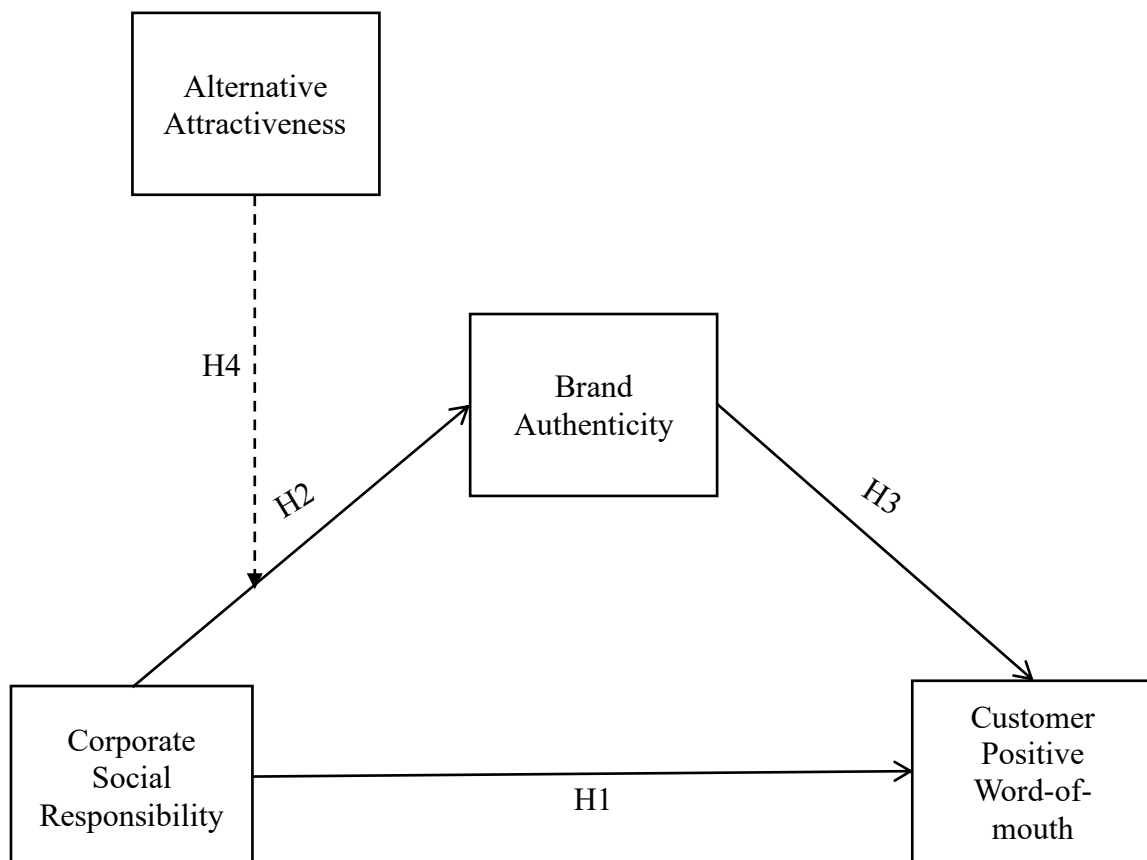 Alternative
Attractiveness
H4
Brand
Authenticity
H2
H3
Corporate
Social
Responsibility
H1
Customer
Positive
Word-of-
mouth